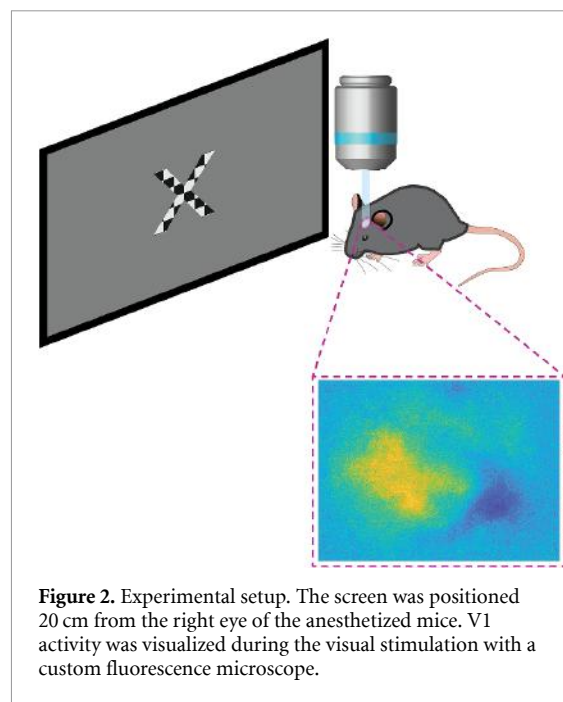 Figure 2. Experimental setup. The screen was positioned
20 cm from the right eye of the anesthetized mice. V1
activity was visualized during the visual stimulation with a
custom fluorescence microscope.